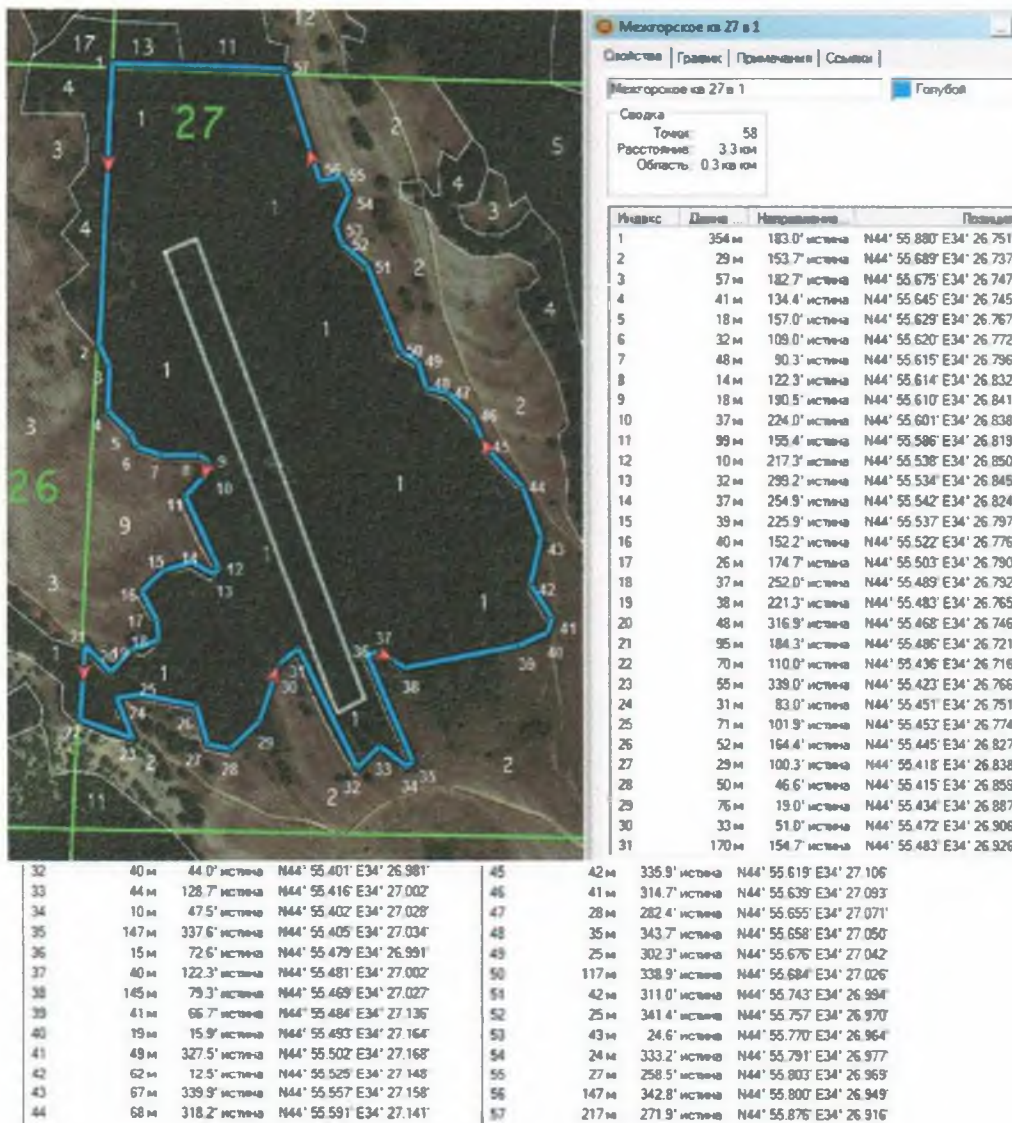 Межгорское кв 27 в 1
Свойства График Примечания Ссылки
Межгорское кв 27 в 1 Голубой
Сводка
Точки: 58
Расстояние: 3.3 км
Область: 0.3 кв км
Индекс Длина ... Направление Позиция
1 354 м 183.0° истина N44° 55.880' E34° 26.751'
2 29 м 153.7° истина N44° 55.689' E34° 26.737'
3 57 м 182.7° истина N44° 55.675' E34° 26.747'
4 41 м 134.4° истина N44° 55.645' E34° 26.745'
5 18 м 157.0° истина N44° 55.629' E34° 26.767'
6 32 м 109.0° истина N44° 55.620' E34° 26.772'
7 48 м 90.3° истина N44° 55.615' E34° 26.796'
8 14 м 122.3° истина N44° 55.614' E34° 26.832'
9 18 м 190.5° истина N44° 55.610' E34° 26.841'
10 37 м 224.0° истина N44° 55.601' E34° 26.838'
11 99 м 155.4° истина N44° 55.586' E34° 26.819'
12 10 м 217.3° истина N44° 55.538' E34° 26.850'
13 32 м 299.2° истина N44° 55.534' E34° 26.845'
14 37 м 254.9° истина N44° 55.542' E34° 26.824'
15 39 м 225.9° истина N44° 55.537' E34° 26.797'
16 40 м 152.2° истина N44° 55.522' E34° 26.776'
17 26 м 174.7° истина N44° 55.503' E34° 26.790'
18 37 м 252.0° истина N44° 55.489' E34° 26.792'
19 38 м 221.3° истина N44° 55.483' E34° 26.765'
20 48 м 316.9° истина N44° 55.468' E34° 26.746'
21 95 м 184.3° истина N44° 55.486' E34° 26.721'
22 70 м 110.0° истина N44° 55.436' E34° 26.716'
23 55 м 339.0° истина N44° 55.423' E34° 26.766'
24 31 м 83.0° истина N44° 55.451' E34° 26.751'
25 71 м 101.9° истина N44° 55.453' E34° 26.774'
26 52 м 164.4° истина N44° 55.445' E34° 26.827'
27 29 м 100.3° истина N44° 55.418' E34° 26.838'
28 50 м 46.6° истина N44° 55.415' E34° 26.859'
29 76 м 19.0° истина N44° 55.434' E34° 26.887'
30 33 м 51.0° истина N44° 55.472' E34° 26.906'
31 170 м 154.7° истина N44° 55.483' E34° 26.926'
32 40 м 44.0° истина N44° 55.401' E34° 26.981'
33 44 м 128.7° истина N44° 55.416' E34° 27.002'
34 10 м 47.5° истина N44° 55.402' E34° 27.028'
35 147 м 337.6° истина N44° 55.405' E34° 27.034'
36 15 м 72.6° истина N44° 55.479' E34° 26.991'
37 40 м 122.3° истина N44° 55.481' E34° 27.002'
38 145 м 79.3° истина N44° 55.469' E34° 27.027'
39 41 м 66.7° истина N44° 55.484' E34° 27.136'
40 19 м 15.9° истина N44° 55.493' E34° 27.164'
41 49 м 327.5° истина N44° 55.502' E34° 27.168'
42 62 м 12.5° истина N44° 55.525' E34° 27.148'
43 67 м 339.9° истина N44° 55.557' E34° 27.158'
44 68 м 318.2° истина N44° 55.591' E34° 27.141'
45 42 м 335.9° истина N44° 55.619' E34° 27.106'
46 41 м 314.7° истина N44° 55.639' E34° 27.093'
47 28 м 282.4° истина N44° 55.655' E34° 27.071'
48 35 м 343.7° истина N44° 55.658' E34° 27.050'
49 25 м 302.3° истина N44° 55.676' E34° 27.042'
50 117 м 338.9° истина N44° 55.684' E34° 27.026'
51 42 м 311.0° истина N44° 55.743' E34° 26.994'
52 25 м 341.4° истина N44° 55.757' E34° 26.970'
53 43 м 24.6° истина N44° 55.770' E34° 26.964'
54 24 м 333.2° истина N44° 55.791' E34° 26.977'
55 27 м 258.5° истина N44° 55.803' E34° 26.969'
56 147 м 342.8° истина N44° 55.800' E34° 26.949'
57 217 м 271.9° истина N44° 55.876' E34° 26.916'
27
26